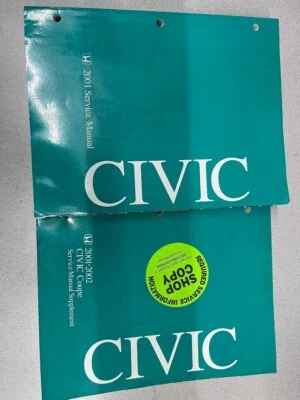 2001 Service Manual
CIVIC
2001-2002
CIVIC Coupe
Service Manual Supplement
REQUIRED SERVICE INFORMATION
SHOP
COPY
CIVIC